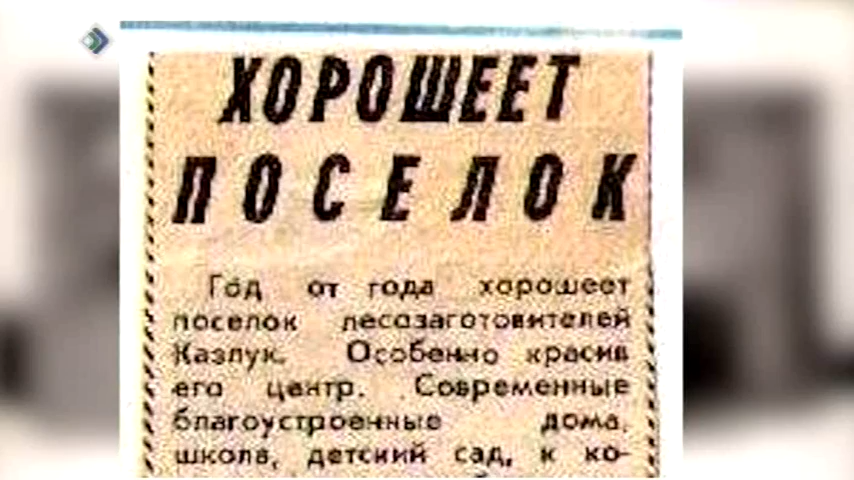 ХОРОШЕЕТ
ПОСЕЛОК
Год от года хорошеет
поселок лесозаготовителей
Казлук. Особенно красив
его центр. Современные
благоустроенные дома,
школа, детский сад, к ко-